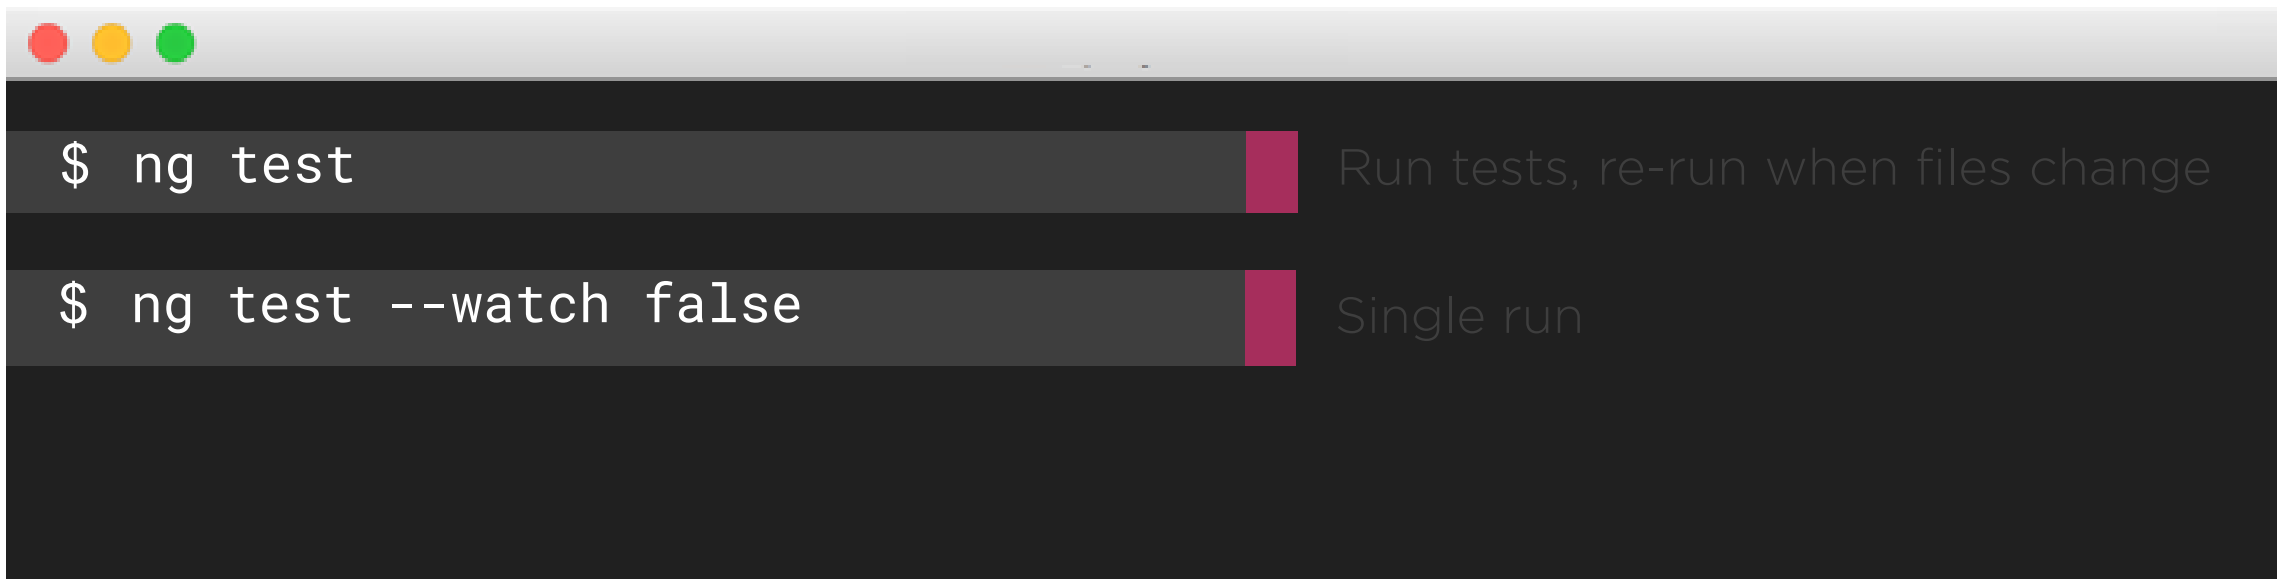 $ ng test
Run tests, re-run when files change
$ ng test --watch false
Single run